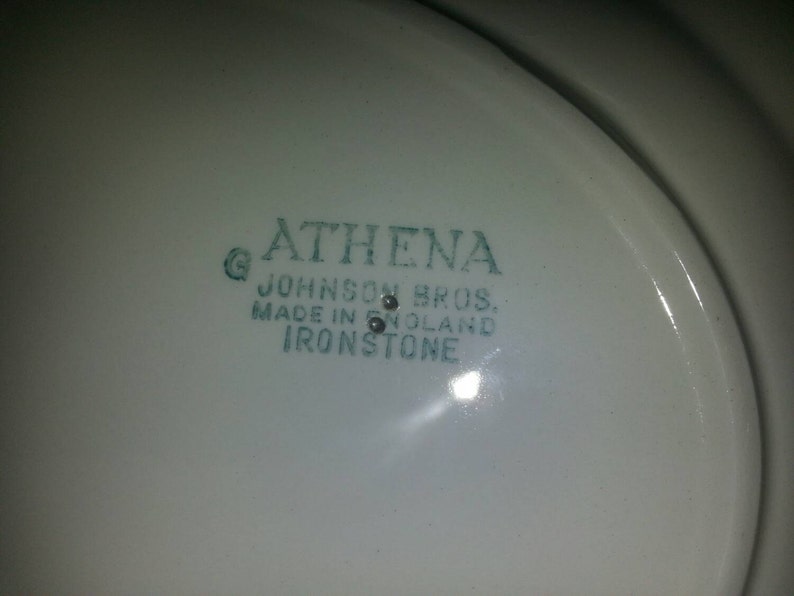 ATHENA
© JOHNSON BROS.
MADE IN ENGLAND
IRONSTONE